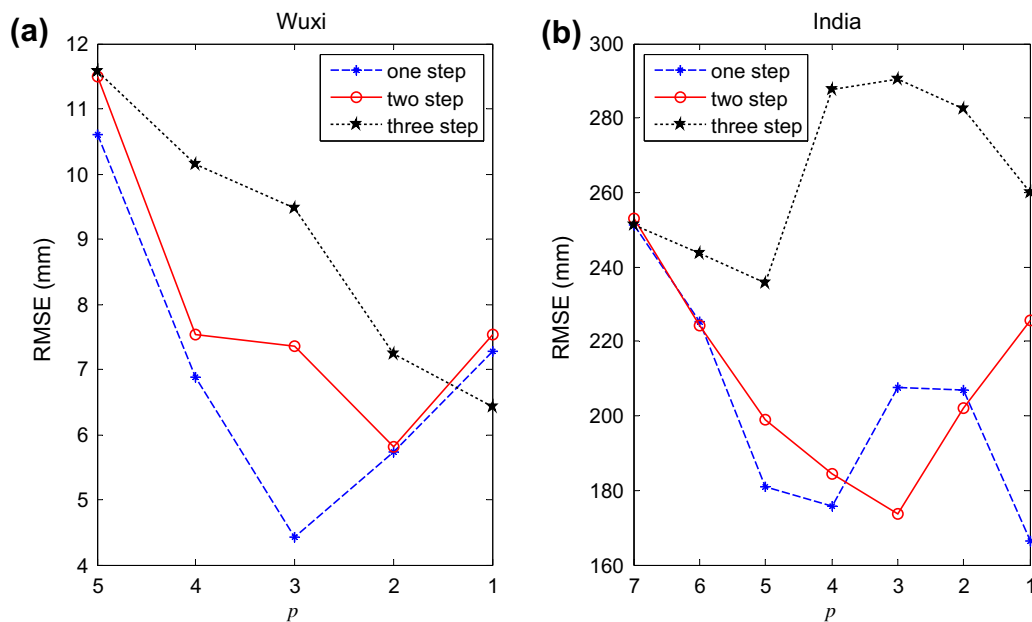 (a)
Wuxi
12
11
10
9
8
7
6
5
4
RMSE (mm)
5 4 3 2 1
p
one step
two step
three step
(b)
India
300
280
260
240
220
200
180
160
RMSE (mm)
7 6 5 4 3 2 1
p
one step
two step
three step